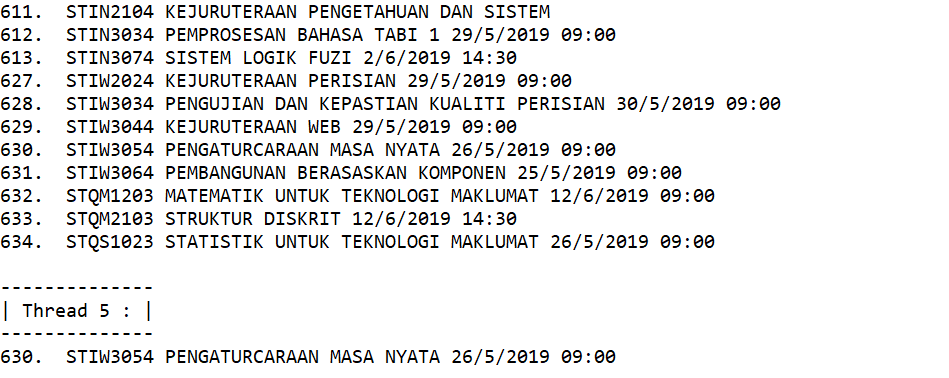 611.  STIN2104 KEJURUTERAAN PENGETAHUAN DAN SISTEM
612.  STIN3034 PEMPROSESAN BAHASA TABI 1 29/5/2019 09:00
613.  STIN3074 SISTEM LOGIK FUZI 2/6/2019 14:30
627.  STIW2024 KEJURUTERAAN PERISIAN 29/5/2019 09:00
628.  STIW3034 PENGUJIAN DAN KEPASTIAN KUALITI PERISIAN 30/5/2019 09:00
629.  STIW3044 KEJURUTERAAN WEB 29/5/2019 09:00
630.  STIW3054 PENGATURCARAAN MASA NYATA 26/5/2019 09:00
631.  STIW3064 PEMBANGUNAN BERASASKAN KOMPONEN 25/5/2019 09:00
632.  STQM1203 MATEMATIK UNTUK TEKNOLOGI MAKLUMAT 12/6/2019 09:00
633.  STQM2103 STRUKTUR DISKRIT 12/6/2019 14:30
634.  STQS1023 STATISTIK UNTUK TEKNOLOGI MAKLUMAT 26/5/2019 09:00
--------------
| Thread 5 : |
--------------
630.  STIW3054 PENGATURCARAAN MASA NYATA 26/5/2019 09:00